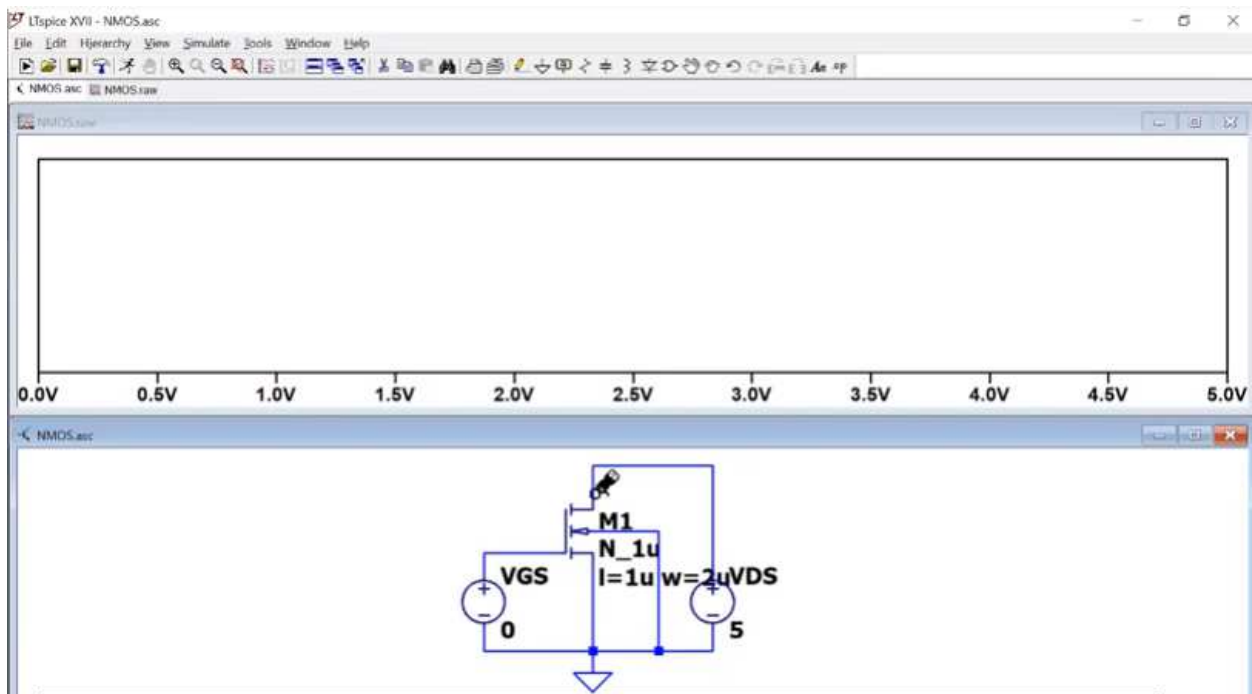 LTspice XVII - NMOS.asc
File Edit Hierarchy View Simulate Tools Window Help
NMOS.asc NMOS.raw
NMOS.raw
0.0V 0.5V 1.0V 1.5V 2.0V 2.5V 3.0V 3.5V 4.0V 4.5V 5.0V
NMOS.asc
M1
N_1u
VGS l=1u w=2u VDS
0 5